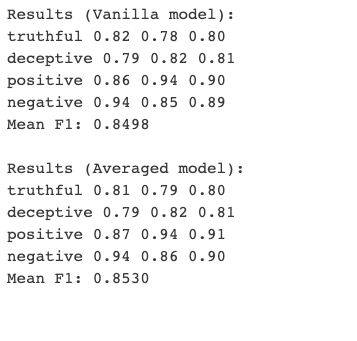 Results (Vanilla model):
truthful 0.82 0.78 0.80
deceptive 0.79 0.82 0.81
positive 0.86 0.94 0.90
negative 0.94 0.85 0.89
Mean F1: 0.8498
Results (Averaged model):
truthful 0.81 0.79 0.80
deceptive 0.79 0.82 0.81
positive 0.87 0.94 0.91
negative 0.94 0.86 0.90
Mean F1: 0.8530